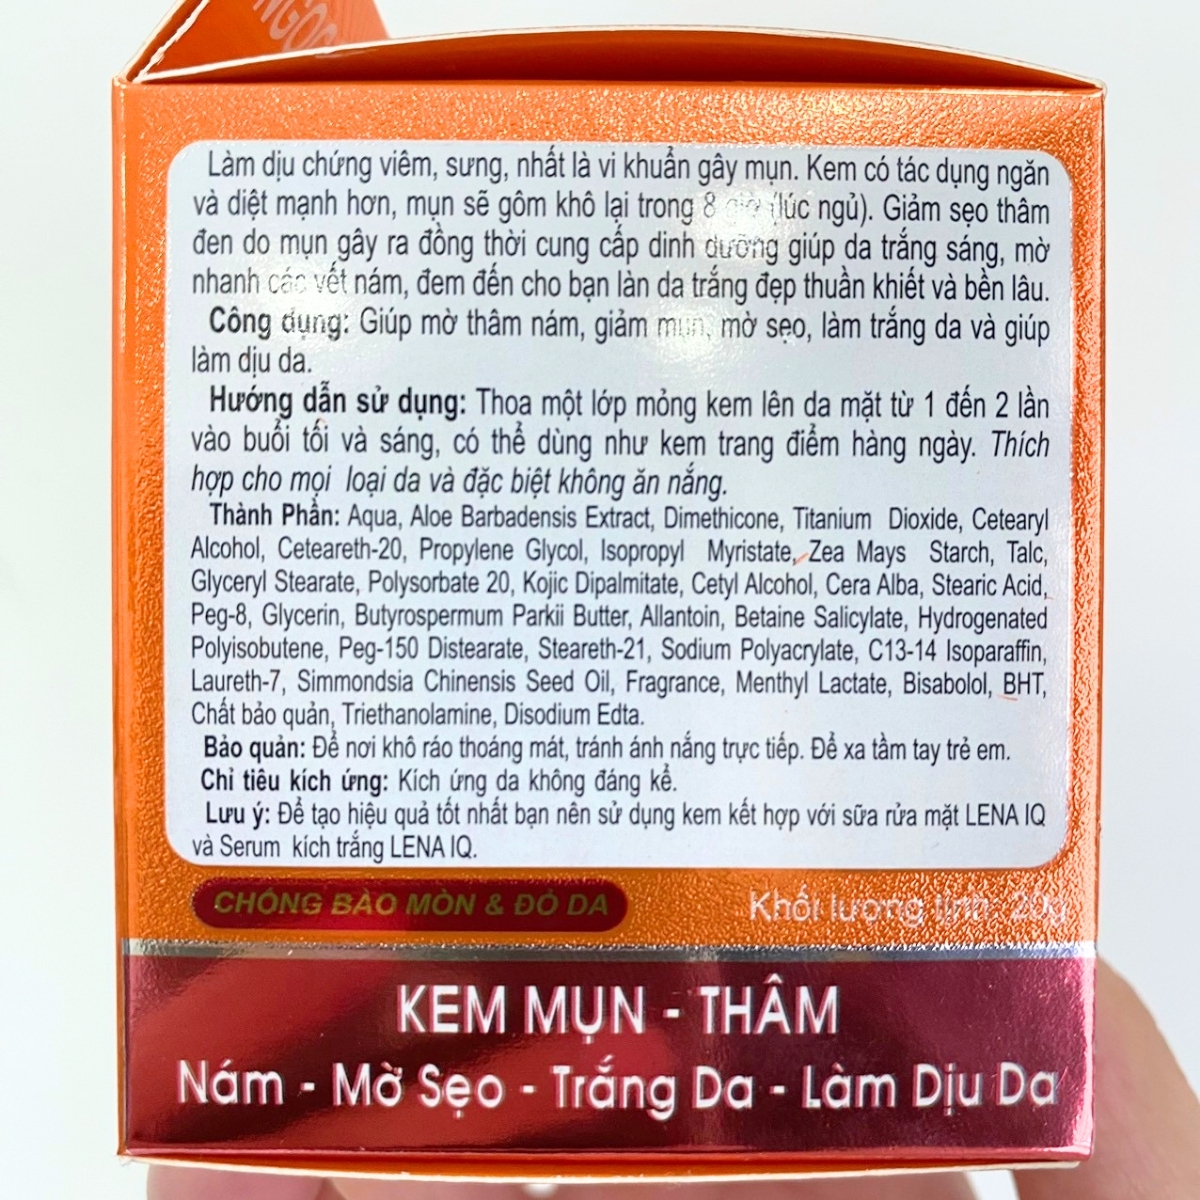 NGỌC
Làm dịu chứng viêm, sưng, nhất là vi khuẩn gây mụn. Kem có tác dụng ngăn
và diệt mạnh hơn, mụn sẽ gôm khô lại trong 8 giờ (lúc ngủ). Giảm sẹo thâm
đen do mụn gây ra đồng thời cung cấp dinh dưỡng giúp da trắng sáng, mờ
nhanh các vết nám, đem đến cho bạn làn da trắng đẹp thuần khiết và bền lâu.
Công dụng: Giúp mờ thâm nám, giảm mụn, mờ sẹo, làm trắng da và giúp
làm dịu da.
Hướng dẫn sử dụng: Thoa một lớp mỏng kem lên da mặt từ 1 đến 2 lần
vào buổi tối và sáng, có thể dùng như kem trang điểm hàng ngày. Thích
hợp cho mọi loại da và đặc biệt không ăn nắng.
Thành Phần: Aqua, Aloe Barbadensis Extract, Dimethicone, Titanium Dioxide, Cetearyl
Alcohol, Ceteareth-20, Propylene Glycol, Isopropyl Myristate, Zea Mays Starch, Talc,
Glyceryl Stearate, Polysorbate 20, Kojic Dipalmitate, Cetyl Alcohol, Cera Alba, Stearic Acid,
Peg-8, Glycerin, Butyrospermum Parkii Butter, Allantoin, Betaine Salicylate, Hydrogenated
Polyisobutene, Peg-150 Distearate, Steareth-21, Sodium Polyacrylate, C13-14 Isoparaffin,
Laureth-7, Simmondsia Chinensis Seed Oil, Fragrance, Menthyl Lactate, Bisabolol, BHT,
Chất bảo quản, Triethanolamine, Disodium Edta.
Bảo quản: Để nơi khô ráo thoáng mát, tránh ánh nắng trực tiếp. Để xa tầm tay trẻ em.
Chỉ tiêu kích ứng: Kích ứng da không đáng kể.
Lưu ý: Để tạo hiệu quả tốt nhất bạn nên sử dụng kem kết hợp với sữa rửa mặt LENA IQ
và Serum kích trắng LENA IQ.
CHỐNG BÀO MÒN & ĐỎ DA
Khối lượng tịnh: 20g
KEM MỤN - THÂM
Nám - Mờ Sẹo - Trắng Da - Làm Dịu Da